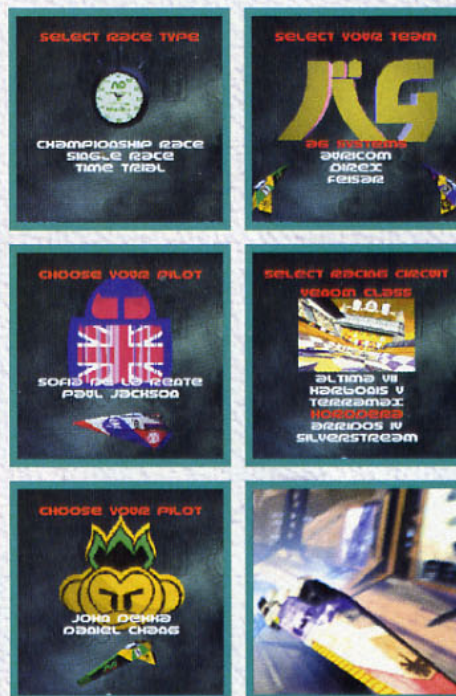 SELECT RACE TYPE
CHAMPIONSHIP RACE
SINGLE RACE
TIME TRIAL
SELECT YOUR TEAM
AG SYSTEMS
AURICOM
QIREX
FEISAR
CHOOSE YOUR PILOT
SOFIA DE LA RENTE
PAUL JACKSON
SELECT RACING CIRCUIT
VENOM CLASS
ALTIMA VII
KARBONIS V
TERRAMAX
KORODERA
ARRIDOS IV
SILVERSTREAM
CHOOSE YOUR PILOT
JOHN DEKKA
DANIEL CHANG